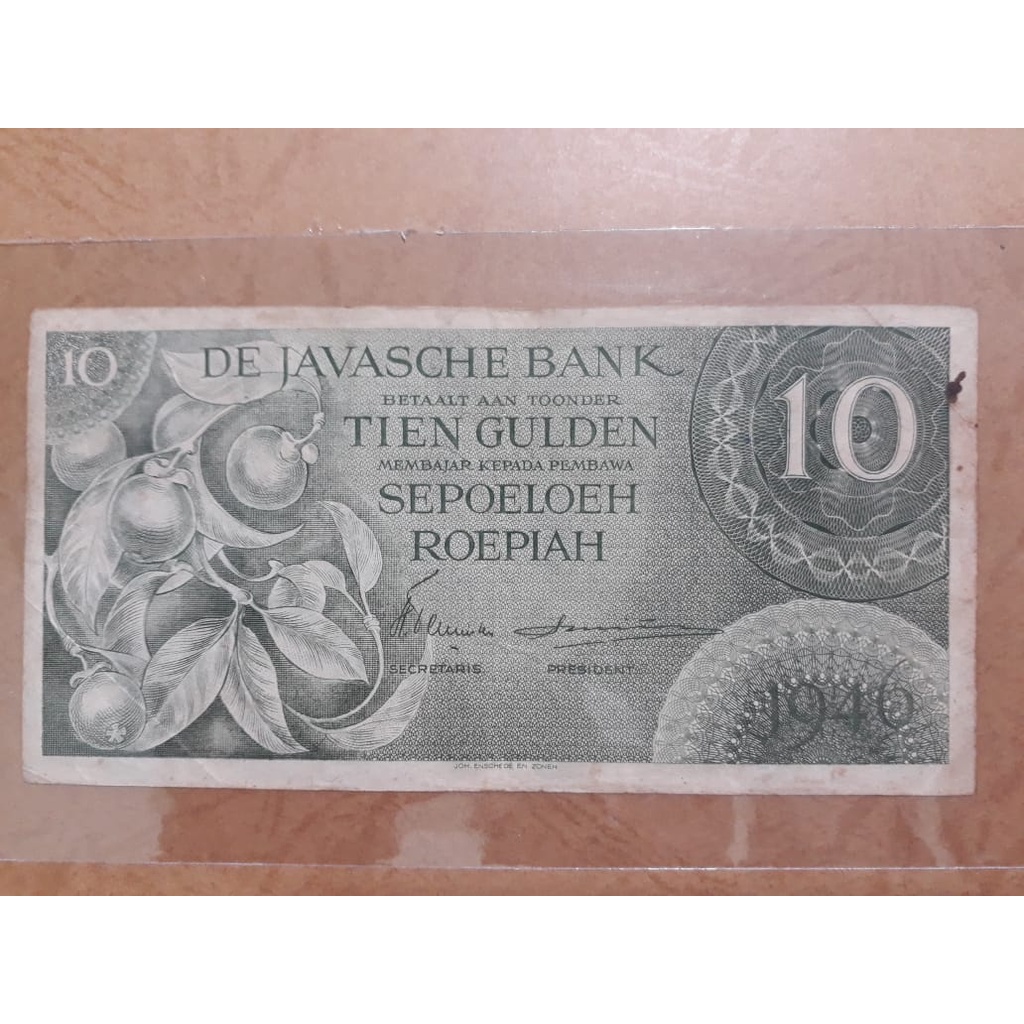 10
DE JAVASCHE BANK
BETAALT AAN TOONDER
TIEN GULDEN
MEMBAJAR KEPADA PEMBAWA
SEPOELOEH
ROEPIAH
10
SECRETARIS
PRESIDENT
1946
JOH. ENSCHEDE EN ZONEN